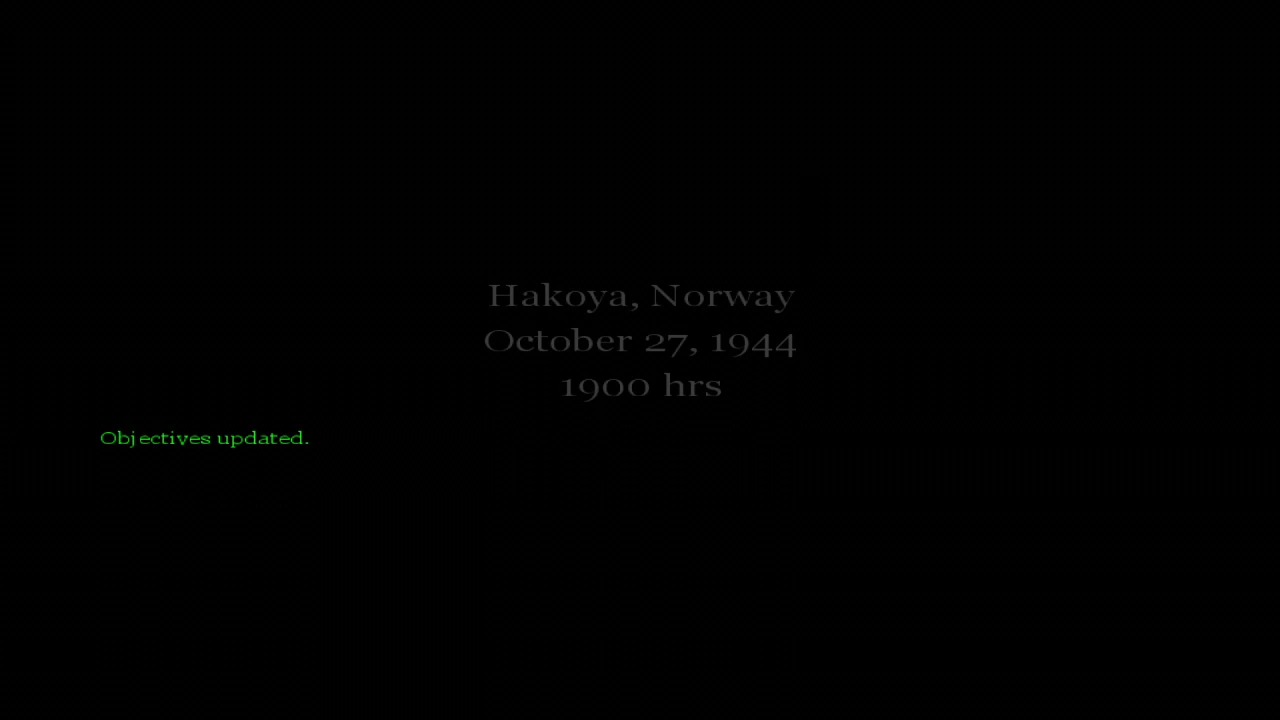 Hakoya, Norway
October 27, 1944
1900 hrs
Objectives updated.